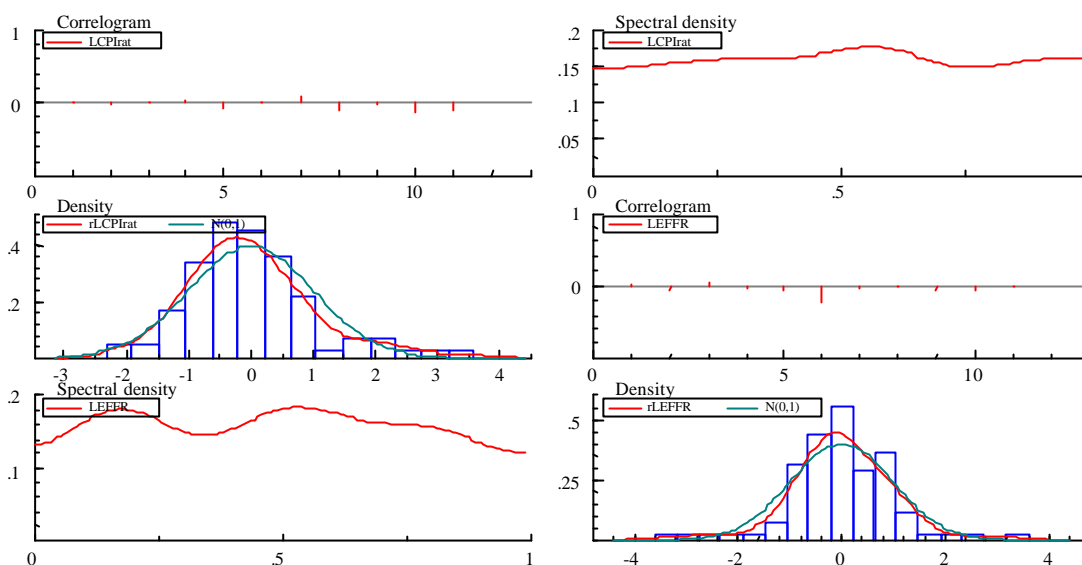 Correlogram
LCPIrat
1
0
0 5 10
Spectral density
LCPIrat
.2
.15
.1
.05
0 .5
Density
rLCPIrat N(0,1)
.4
.2
-3 -2 -1 0 1 2 3 4
Correlogram
LEFFR
1
0
0 5 10
Spectral density
LEFFR
.2
.1
0 .5 1
Density
rLEFFR N(0,1)
.5
.25
-4 -2 0 2 4